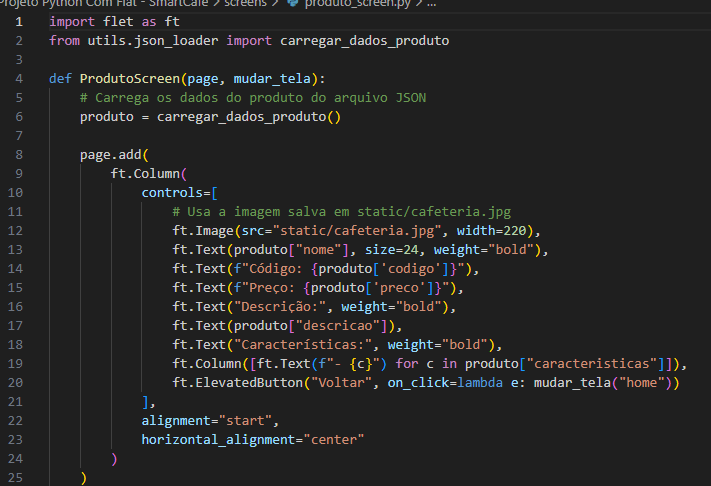 Projeto Python Com Flat - SmartCafe > screens > produto_screen.py > ...
1 import flet as ft
2 from utils.json_loader import carregar_dados_produto
3
4 def ProdutoScreen(page, mudar_tela):
5     # Carrega os dados do produto do arquivo JSON
6     produto = carregar_dados_produto()
7
8     page.add(
9         ft.Column(
10             controls=[
11                 # Usa a imagem salva em static/cafeteria.jpg
12                 ft.Image(src="static/cafeteria.jpg", width=220),
13                 ft.Text(produto["nome"], size=24, weight="bold"),
14                 ft.Text(f"Código: {produto['codigo']}"),
15                 ft.Text(f"Preço: {produto['preco']}"),
16                 ft.Text("Descrição:", weight="bold"),
17                 ft.Text(produto["descricao"]),
18                 ft.Text("Características:", weight="bold"),
19                 ft.Column([ft.Text(f"- {c}") for c in produto["caracteristicas"]]),
20                 ft.ElevatedButton("Voltar", on_click=lambda e: mudar_tela("home"))
21             ],
22             alignment="start",
23             horizontal_alignment="center"
24         )
25     )